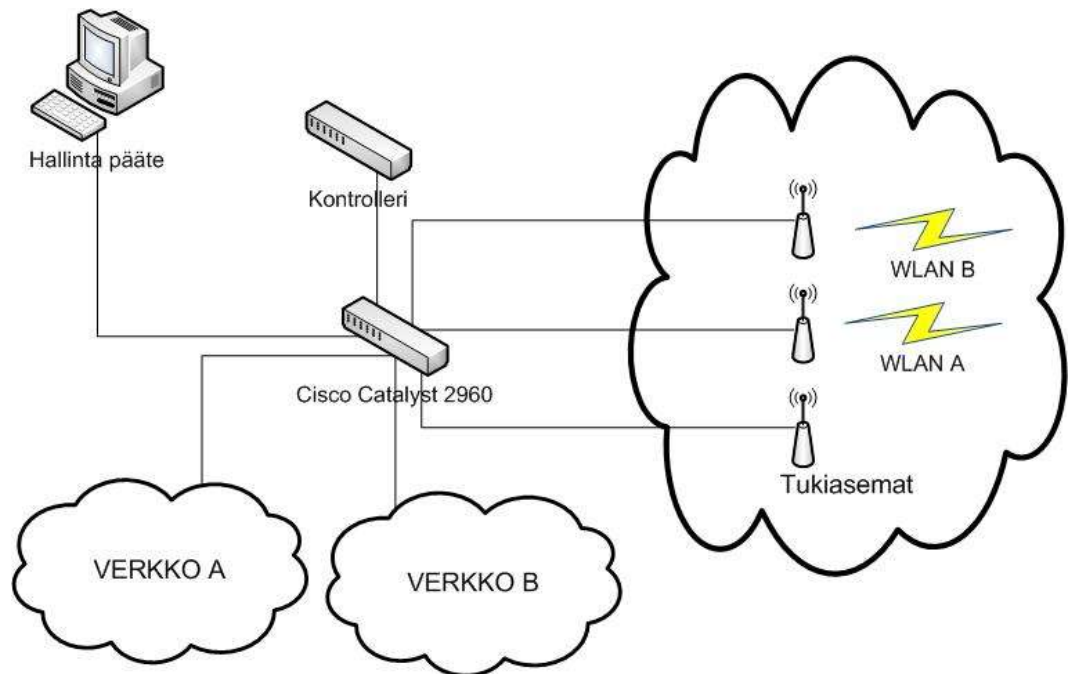 Hallinta pääte
Kontrolleri
WLAN B
WLAN A
Cisco Catalyst 2960
Tukiasemat
VERKKO A
VERKKO B